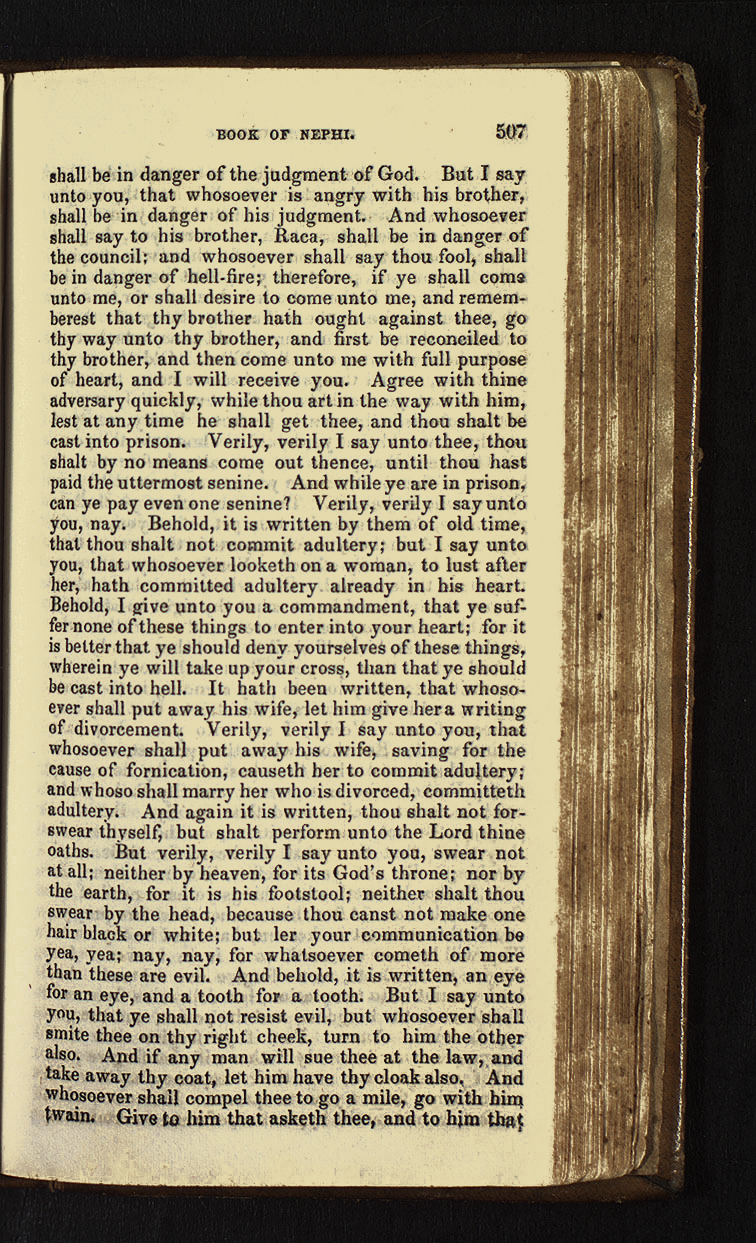 BOOK OF NEPHI. 507
shall be in danger of the judgment of God. But I say
unto you, that whosoever is angry with his brother,
shall be in danger of his judgment. And whosoever
shall say to his brother, Raca, shall be in danger of
the council; and whosoever shall say thou fool, shall
be in danger of hell-fire; therefore, if ye shall come
unto me, or shall desire to come unto me, and remem-
berest that thy brother hath ought against thee, go
thy way unto thy brother, and first be reconciled to
thy brother, and then come unto me with full purpose
of heart, and I will receive you. Agree with thine
adversary quickly, while thou art in the way with him,
lest at any time he shall get thee, and thou shalt be
cast into prison. Verily, verily I say unto thee, thou
shalt by no means come out thence, until thou hast
paid the uttermost senine. And while ye are in prison,
can ye pay even one senine? Verily, verily I say unto
you, nay. Behold, it is written by them of old time,
that thou shalt not commit adultery; but I say unto
you, that whosoever looketh on a woman, to lust after
her, hath committed adultery already in his heart.
Behold, I give unto you a commandment, that ye suf-
fer none of these things to enter into your heart; for it
is better that ye should deny yourselves of these things,
wherein ye will take up your cross, than that ye should
be cast into hell. It hath been written, that whoso-
ever shall put away his wife, let him give her a writing
of divorcement. Verily, verily I say unto you, that
whosoever shall put away his wife, saving for the
cause of fornication, causeth her to commit adultery;
and whoso shall marry her who is divorced, committeth
adultery. And again it is written, thou shalt not for-
swear thyself, but shalt perform unto the Lord thine
oaths. But verily, verily I say unto you, swear not
at all; neither by heaven, for its God's throne; nor by
the earth, for it is his footstool; neither shalt thou
swear by the head, because thou canst not make one
hair black or white; but ler your communication be
yea, yea; nay, nay, for whatsoever cometh of more
than these are evil. And behold, it is written, an eye
for an eye, and a tooth for a tooth. But I say unto
you, that ye shall not resist evil, but whosoever shall
smite thee on thy right cheek, turn to him the other
also. And if any man will sue thee at the law, and
take away thy coat, let him have thy cloak also. And
whosoever shall compel thee to go a mile, go with him
twain. Give to him that asketh thee, and to him that